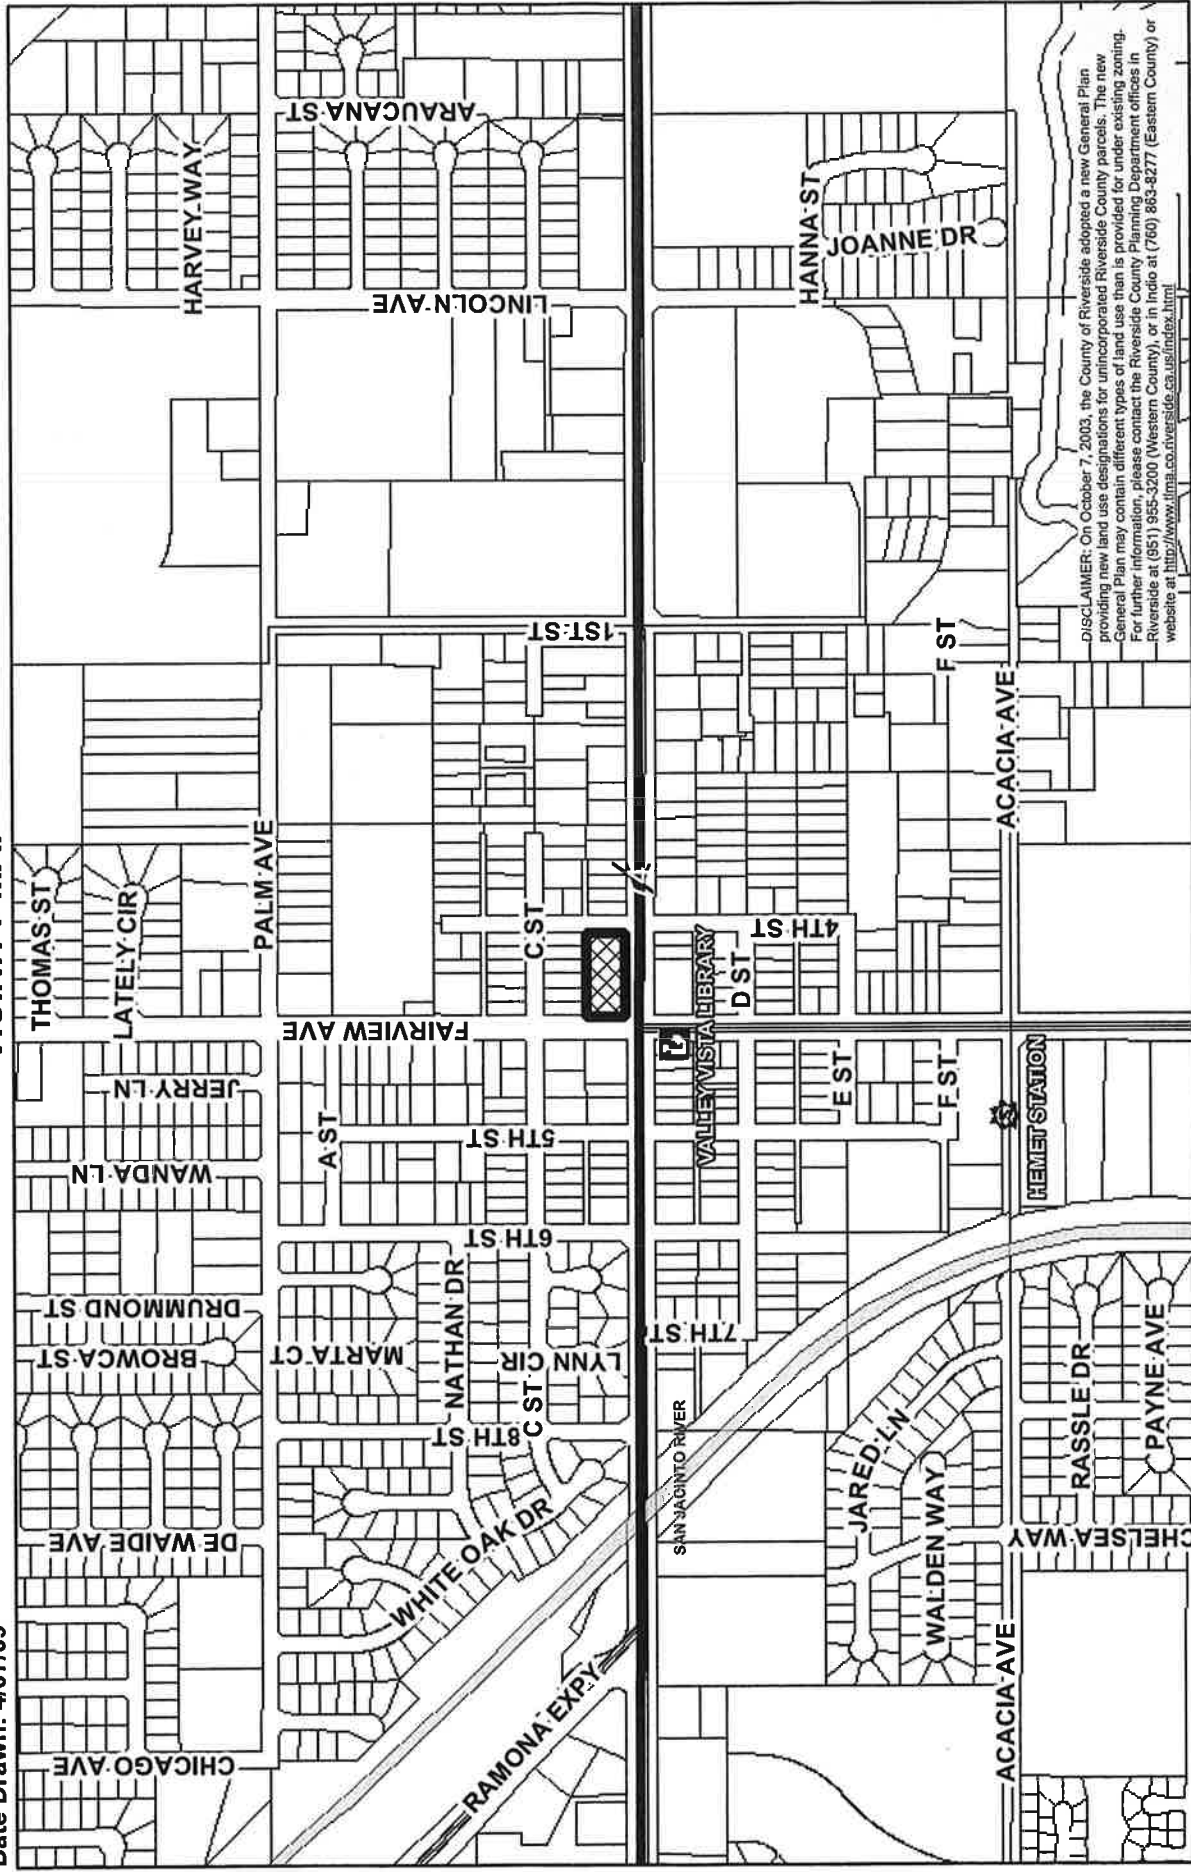 Date Drawn: 4/07/09
VICINITY MAP
THOMAS ST
LATELY CIR
PALM AVE
HARVEY WAY
ARAUCANA ST
LINCOLN AVE
JERRY LN
WANDA LN
DRUMMOND ST
BROWCA ST
DE WAIDE AVE
CHICAGO AVE
FAIRVIEW AVE
A ST
5TH ST
6TH ST
MARTA CT
NATHAN DR
LYNN CIR
C ST
8TH ST
WHITE OAK DR
RAMONA EXPY
C ST
1ST ST
4TH ST
VALLEY VISTA LIBRARY
D ST
7TH ST
SAN JACINTO RIVER
E ST
F ST
F ST
HANNA ST
JOANNE DR
ACACIA AVE
HEMET STATION
JARED LN
WALDEN WAY
ACACIA AVE
RASSLE DR
PAYNE AVE
CHELSEA WAY
DISCLAIMER: On October 7, 2003, the County of Riverside adopted a new General Plan
providing new land use designations for unincorporated Riverside County parcels. The new
General Plan may contain different types of land use than is provided for under existing zoning.
For further information, please contact the Riverside County Planning Department offices in
Riverside at (951) 955-3200 (Western County), or in Indio at (760) 863-8277 (Eastern County) or
website at http://www.tlma.co.riverside.ca.us/index.html